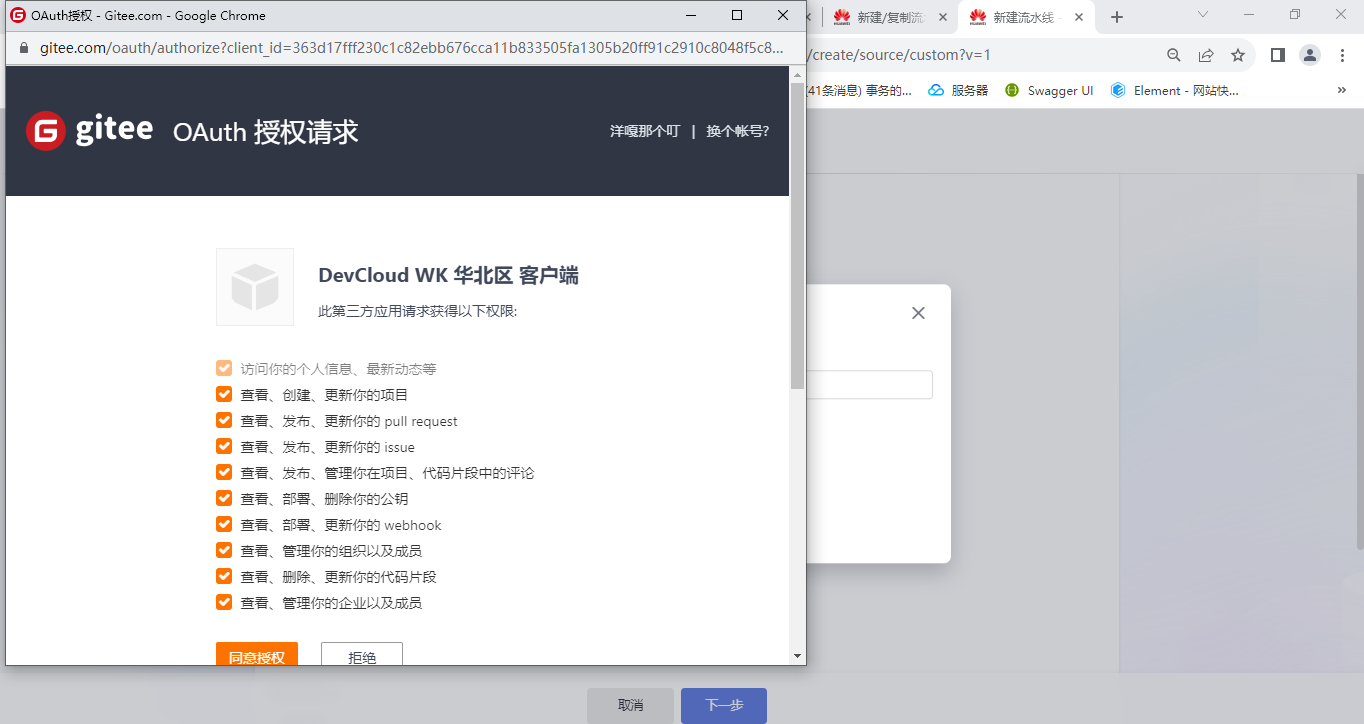 OAuth授权 - Gitee.com - Google Chrome
新建/复制流
新建流水线
gitee.com/oauth/authorize?client_id=363d17fff230c1c82ebb676cca11b833505fa1305b20ff91c2910c8048f5c8...
/create/source/custom?v=1
(41条消息) 事务的...
服务器
Swagger UI
Element - 网站快...
»
gitee
OAuth 授权请求
洋嘎那个叮 | 换个帐号?
DevCloud WK 华北区 客户端
此第三方应用请求获得以下权限:
访问你的个人信息、最新动态等
查看、创建、更新你的项目
查看、发布、更新你的 pull request
查看、发布、更新你的 issue
查看、发布、管理你在项目、代码片段中的评论
查看、部署、删除你的公钥
查看、部署、更新你的 webhook
查看、管理你的组织以及成员
查看、删除、更新你的代码片段
查看、管理你的企业以及成员
同意授权
拒绝
取消
下一步